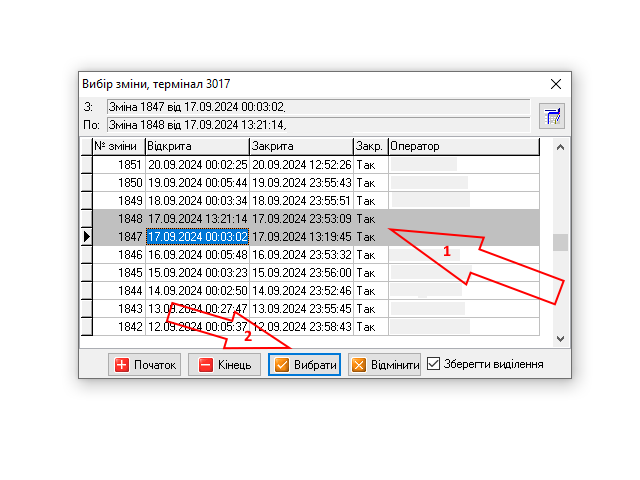 Вибір зміни, термінал 3017
З: Зміна 1847 від 17.09.2024 00:03:02,
По: Зміна 1848 від 17.09.2024 13:21:14,
№ зміни Відкрита Закрита Закр. Оператор
1851 20.09.2024 00:02:25 20.09.2024 12:52:26 Так
1850 19.09.2024 00:05:44 19.09.2024 23:55:43 Так
1849 18.09.2024 00:03:34 18.09.2024 23:55:51 Так
1848 17.09.2024 13:21:14 17.09.2024 23:53:09 Так
1847 17.09.2024 00:03:02 17.09.2024 13:19:45 Так
1
1846 16.09.2024 00:05:48 16.09.2024 23:53:32 Так
1845 15.09.2024 00:03:23 15.09.2024 23:56:00 Так
1844 14.09.2024 00:02:50 14.09.2024 23:52:46 Так
1843 13.09.2024 00:27:47 13.09.2024 23:55:45 Так
1842 12.09.2024 00:05:37 12.09.2024 23:58:43 Так
2
Початок Кінець Вибрати Відмінити Зберегти виділення